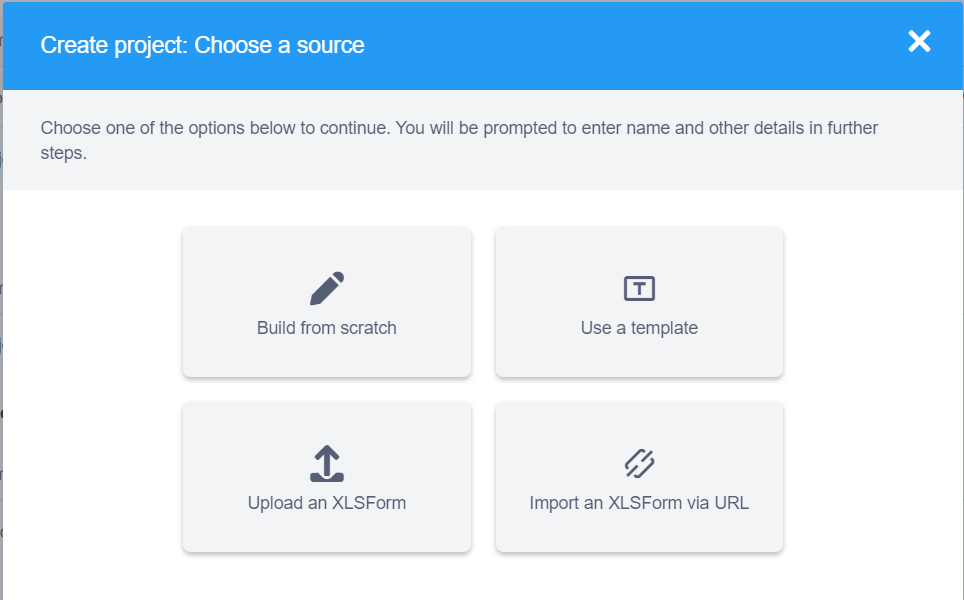 Create project: Choose a source
Choose one of the options below to continue. You will be prompted to enter name and other details in further
steps.
Build from scratch
T
Use a template
Upload an XLSForm
Import an XLSForm via URL